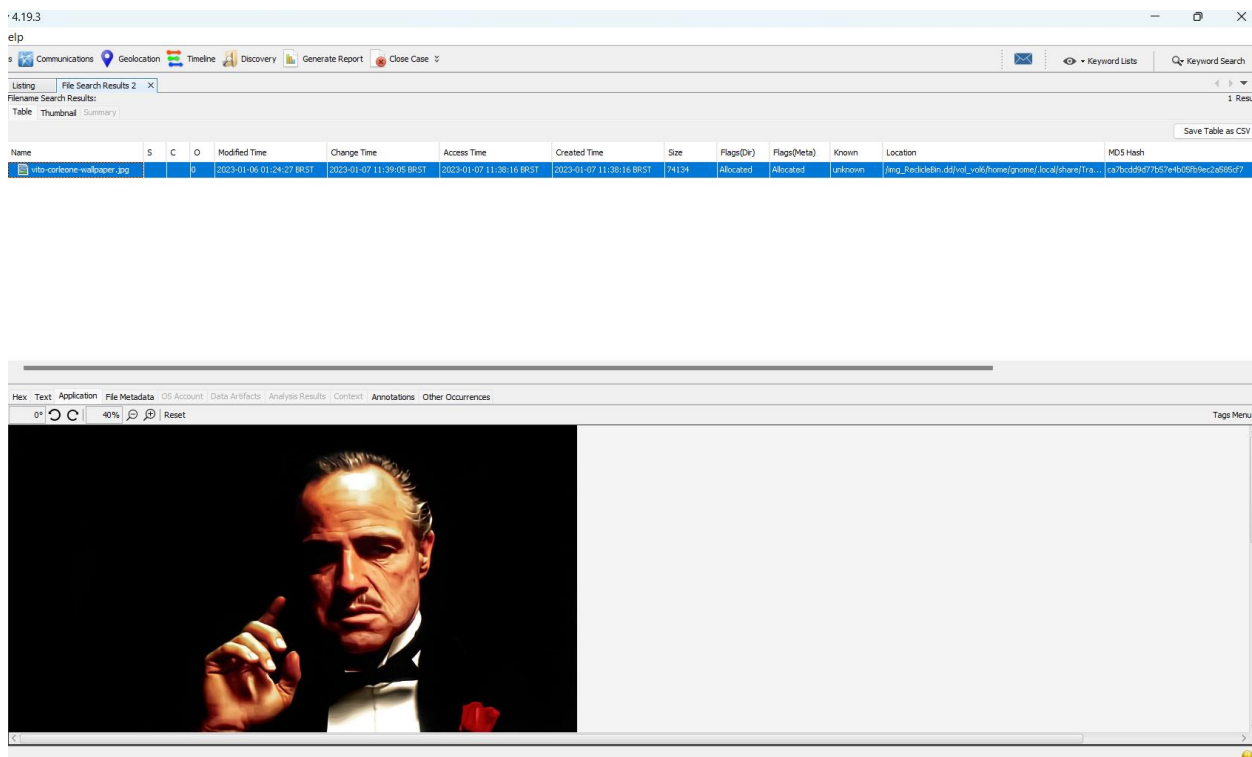 4.19.3
elp
s Communications Geolocation Timeline Discovery Generate Report Close Case Keyword Lists Keyword Search
Listing File Search Results 2
Filename Search Results:
1 Resu
Table Thumbnail Summary
Save Table as CSV
Name S C O Modified Time Change Time Access Time Created Time Size Flags(Dir) Flags(Meta) Known Location MD5 Hash
vito-corleone-wallpaper.jpg 0 2023-01-06 01:24:27 BRST 2023-01-07 11:39:05 BRST 2023-01-07 11:38:16 BRST 2023-01-07 11:38:16 BRST 74134 Allocated Allocated unknown /img_ReclicleBin.dd/vol_vol6/home/gnome/.local/share/Tra... ca7bcdd9d77b57e4b05fb9ec2a585cf7
Hex Text Application File Metadata OS Account Data Artifacts Analysis Results Context Annotations Other Occurrences
0° 40% Reset Tags Menu